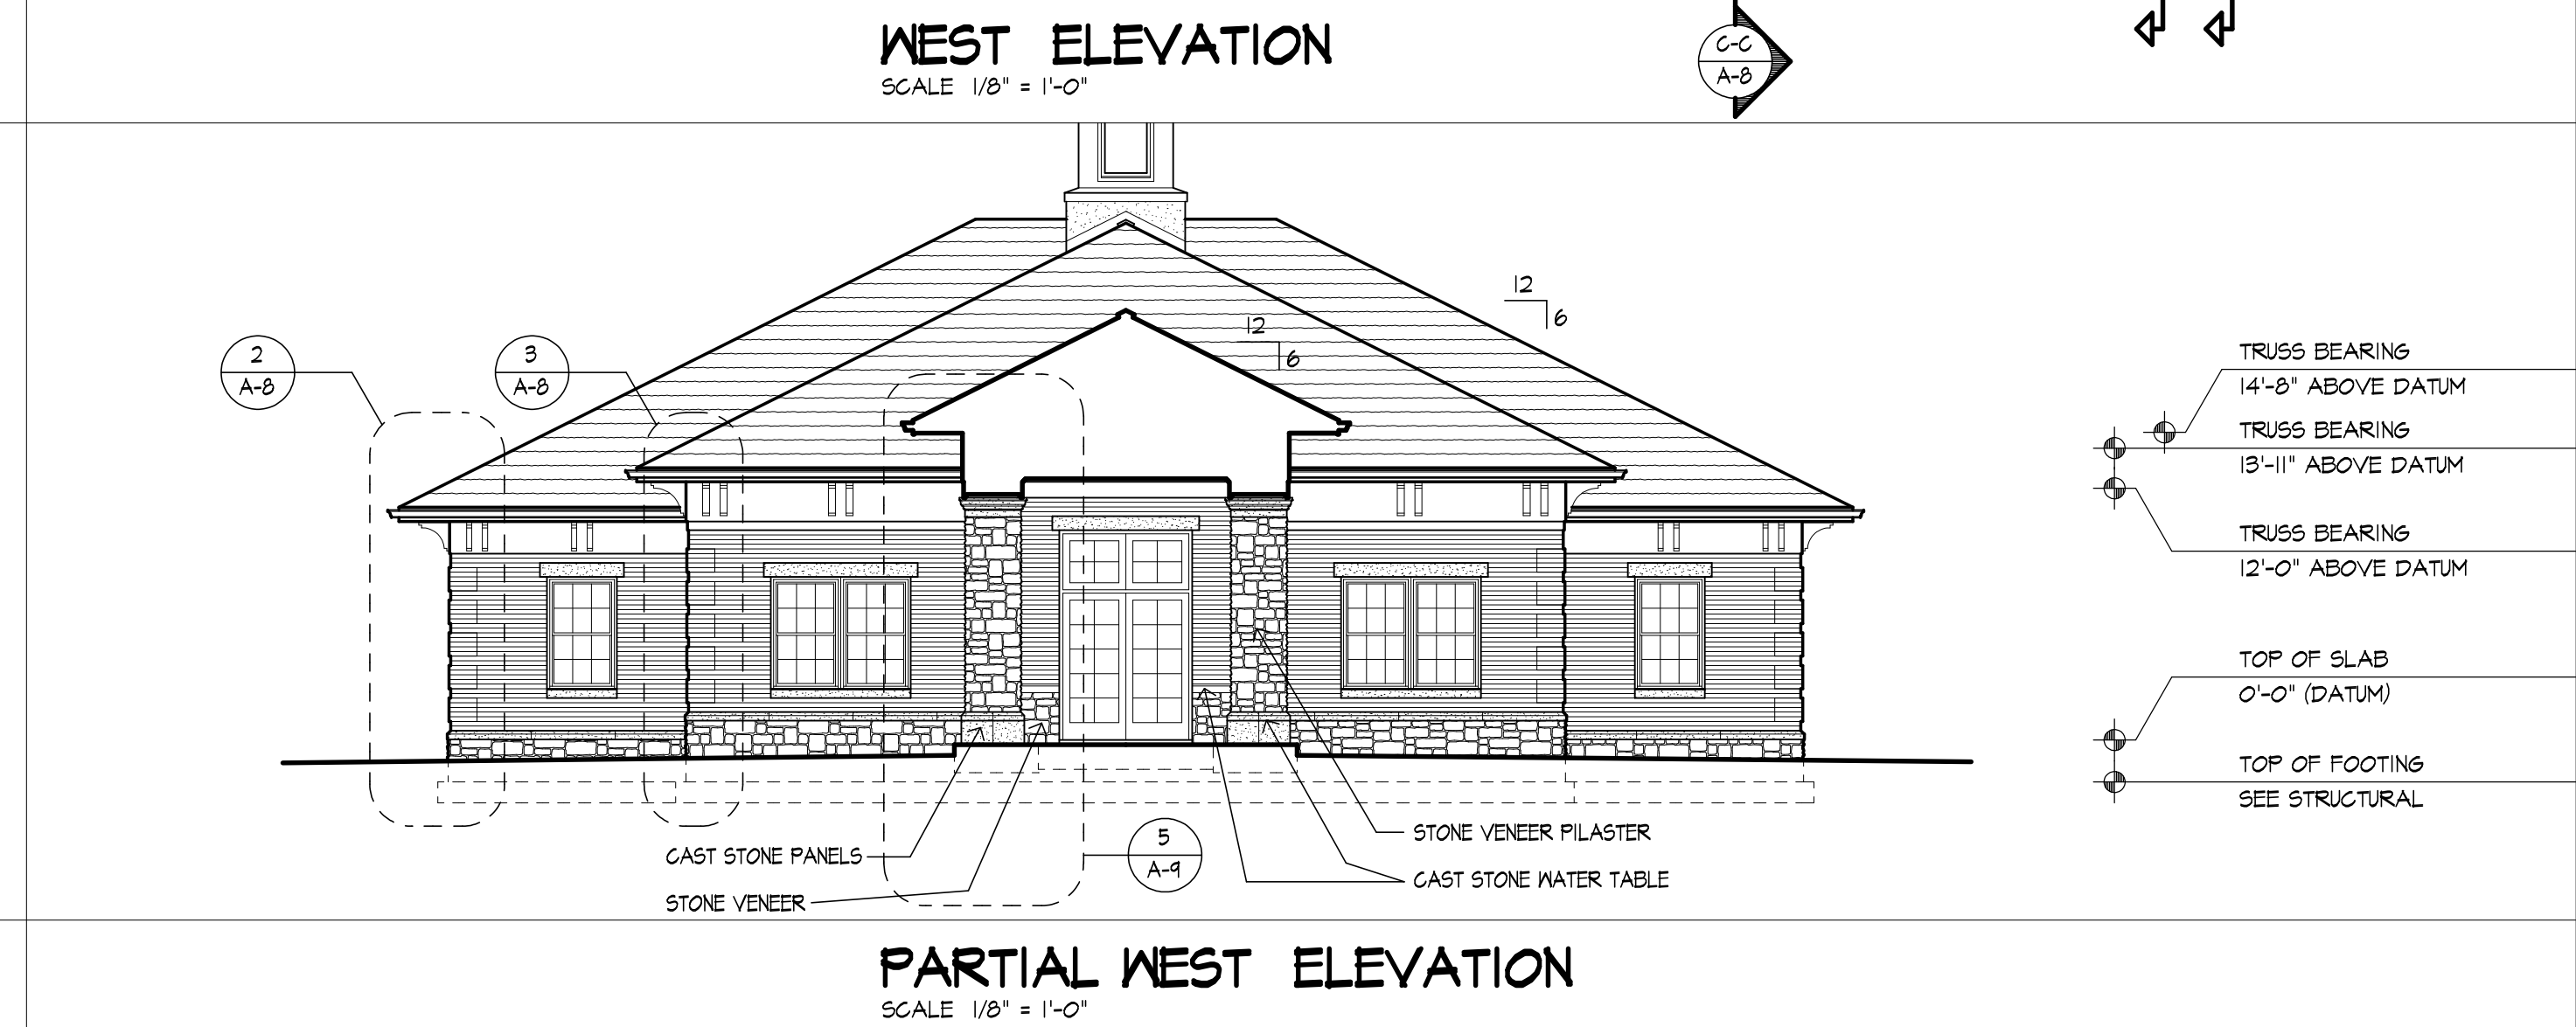 WEST ELEVATION
SCALE 1/8" = 1'-0"
C-C
A-8
12
6
12
6
2
A-8
3
A-8
TRUSS BEARING
14'-8" ABOVE DATUM
TRUSS BEARING
13'-11" ABOVE DATUM
TRUSS BEARING
12'-0" ABOVE DATUM
TOP OF SLAB
0'-0" (DATUM)
TOP OF FOOTING
SEE STRUCTURAL
STONE VENEER PILASTER
CAST STONE PANELS
5
A-9
CAST STONE WATER TABLE
STONE VENEER
PARTIAL WEST ELEVATION
SCALE 1/8" = 1'-0"